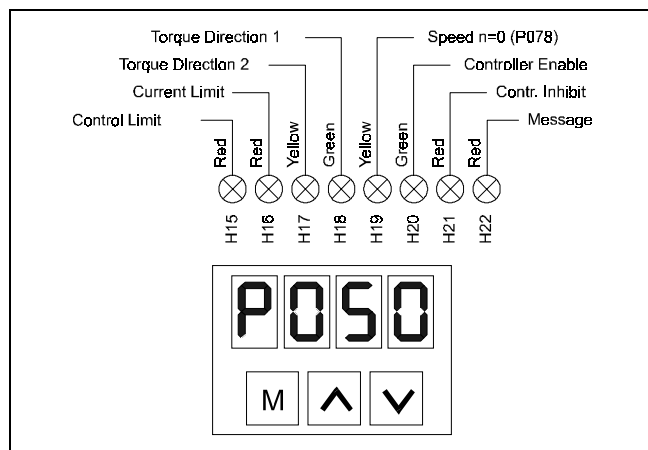 Torque Direction 1
Speed n=0 (P078)
Torque Direction 2
Controller Enable
Current Limit
Contr. Inhibit
Control Limit
Message
Red
Red
Yellow
Green
Yellow
Green
Red
Red
H15
H16
H17
H18
H19
H20
H21
H22
P050
M